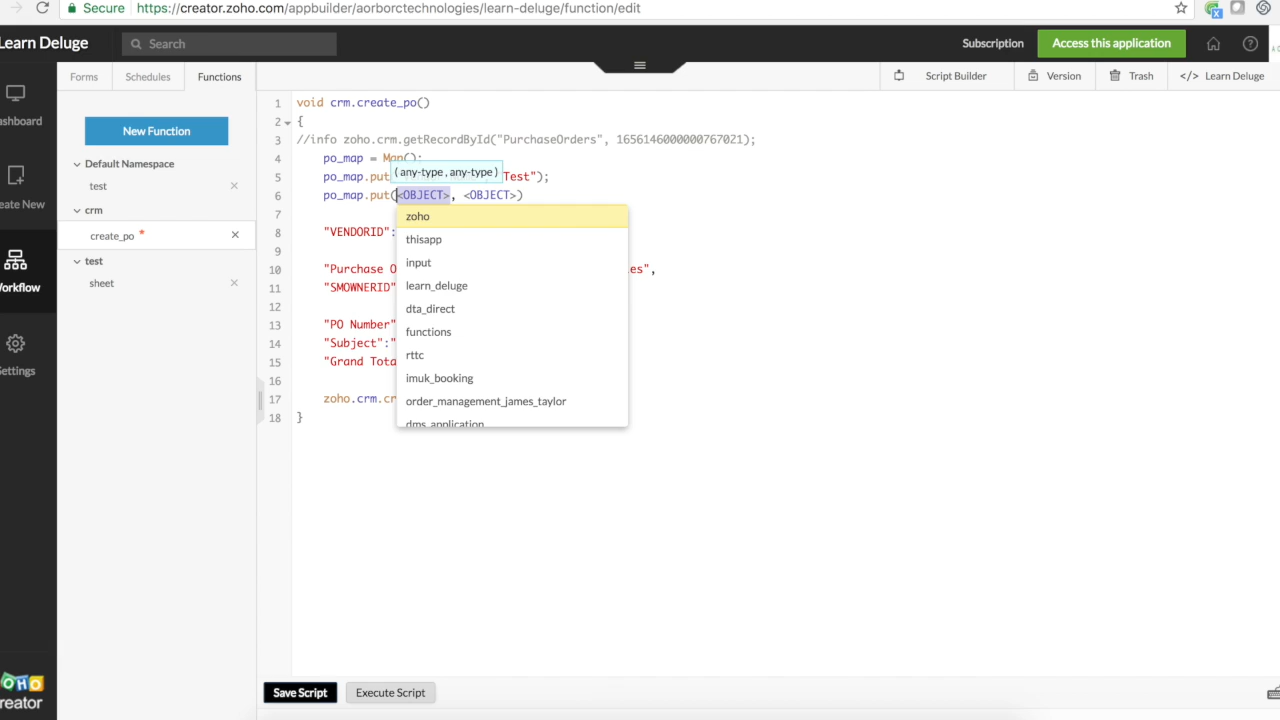 Secure https://creator.zoho.com/appbuilder/aorborctechnologies/learn-deluge/function/edit
Learn Deluge
Search
Subscription
Access this application
Forms
Schedules
Functions
Script Builder
Version
Trash
</> Learn Deluge
ashboard
eate New
orkflow
ettings
New Function
Default Namespace
test
crm
create_po *
test
sheet
1 void crm.create_po()
2 {
3 //info zoho.crm.getRecordById("PurchaseOrders", 1656146000000767021);
4 po_map = Map();
(any-type,any-type)
5 po_map.put Test");
6 po_map.put(<OBJECT>, <OBJECT>)
7
8 "VENDORID":
9
10 "Purchase O es",
11 "SMOWNERID"
12
13 "PO Number"
14 "Subject":"
15 "Grand Tota
16
17 zoho.crm.cr
18 }
zoho
thisapp
input
learn_deluge
dta_direct
functions
rttc
imuk_booking
order_management_james_taylor
dms_application
Save Script
Execute Script
OHO
reator